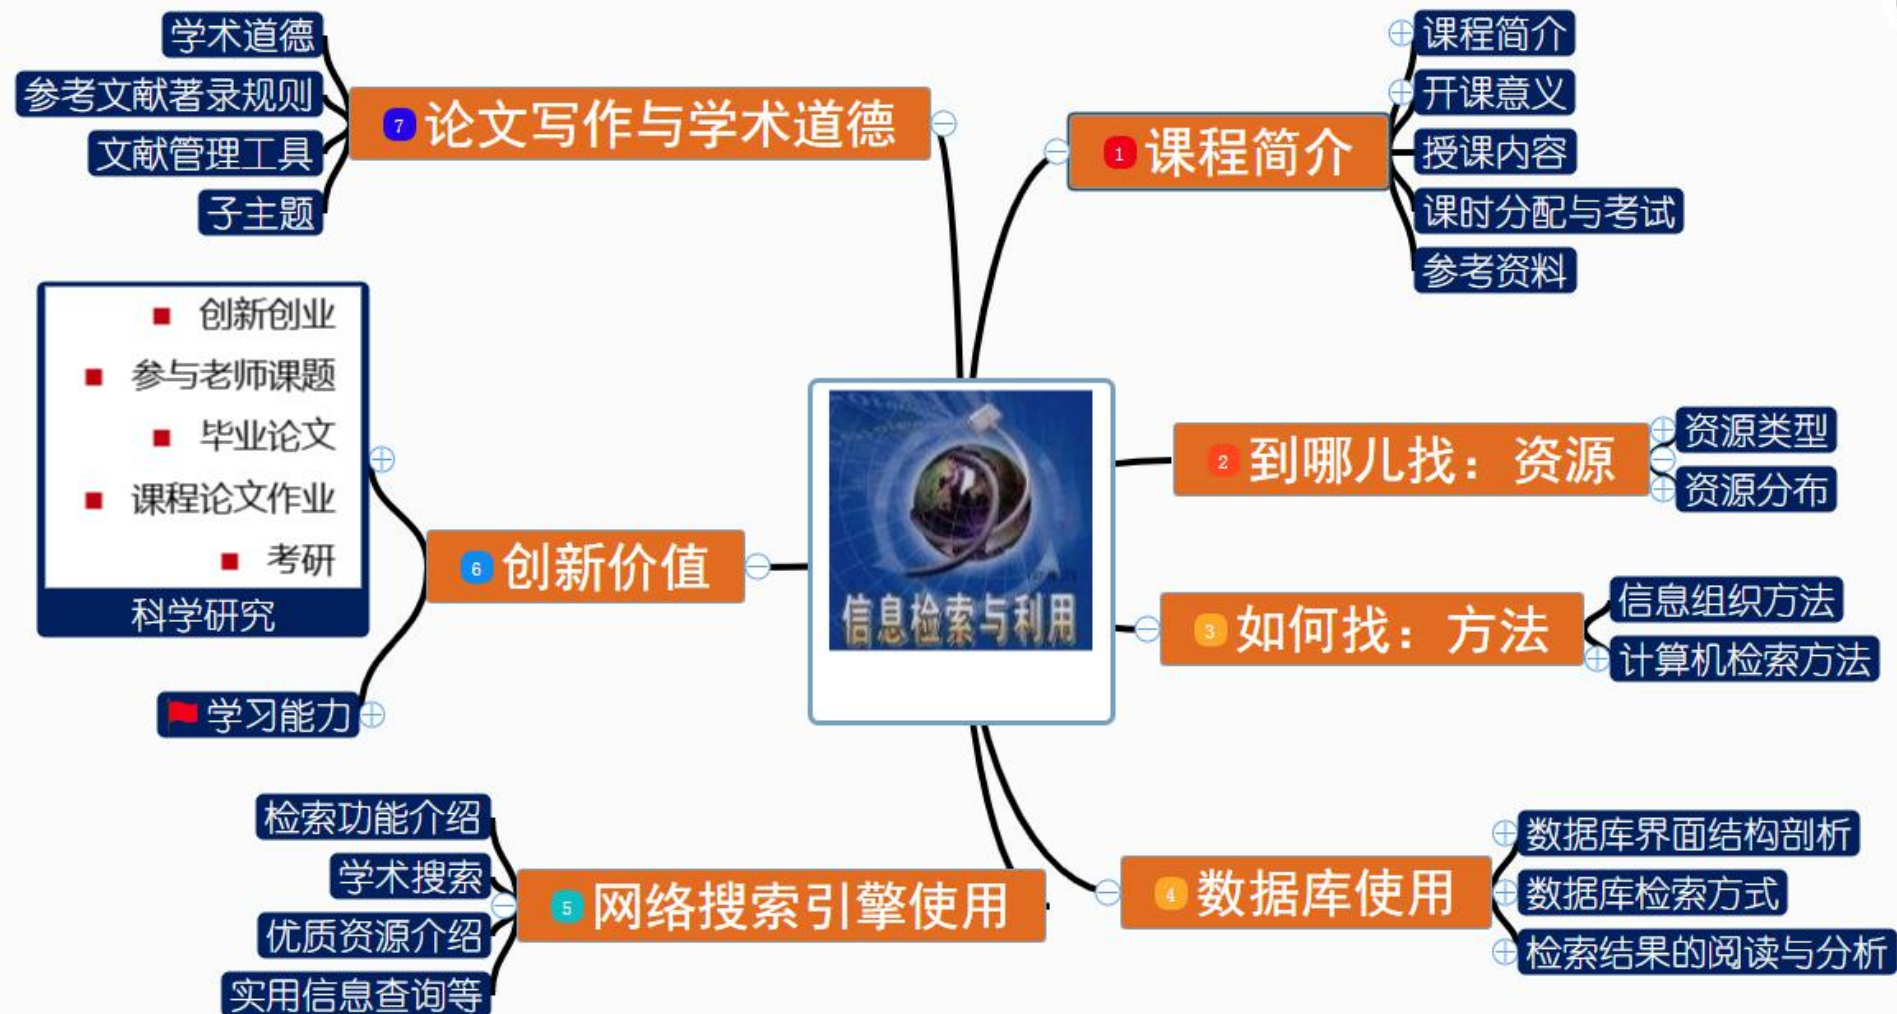 信息检索与利用
1 课程简介
课程简介
开课意义
授课内容
课时分配与考试
参考资料
2 到哪儿找：资源
资源类型
资源分布
3 如何找：方法
信息组织方法
计算机检索方法
4 数据库使用
数据库界面结构剖析
数据库检索方式
检索结果的阅读与分析
5 网络搜索引擎使用
检索功能介绍
学术搜索
优质资源介绍
实用信息查询等
6 创新价值
创新创业
参与老师课题
毕业论文
课程论文作业
考研
科学研究
学习能力
7 论文写作与学术道德
学术道德
参考文献著录规则
文献管理工具
子主题